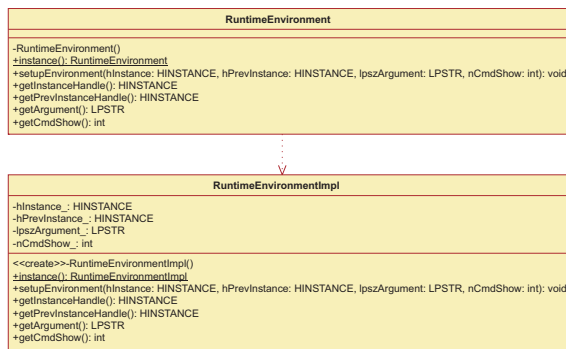 RuntimeEnvironment
-RuntimeEnvironment()
+instance(): RuntimeEnvironment
+setupEnvironment(hInstance: HINSTANCE, hPrevInstance: HINSTANCE, lpszArgument: LPSTR, nCmdShow: int): void
+getInstanceHandle(): HINSTANCE
+getPrevInstanceHandle(): HINSTANCE
+getArgument(): LPSTR
+getCmdShow(): int
RuntimeEnvironmentImpl
-hInstance_: HINSTANCE
-hPrevInstance_: HINSTANCE
-lpszArgument_: LPSTR
-nCmdShow_: int
<<create>>-RuntimeEnvironmentImpl()
+instance(): RuntimeEnvironmentImpl
+setupEnvironment(hInstance: HINSTANCE, hPrevInstance: HINSTANCE, lpszArgument: LPSTR, nCmdShow: int): void
+getInstanceHandle(): HINSTANCE
+getPrevInstanceHandle(): HINSTANCE
+getArgument(): LPSTR
+getCmdShow(): int